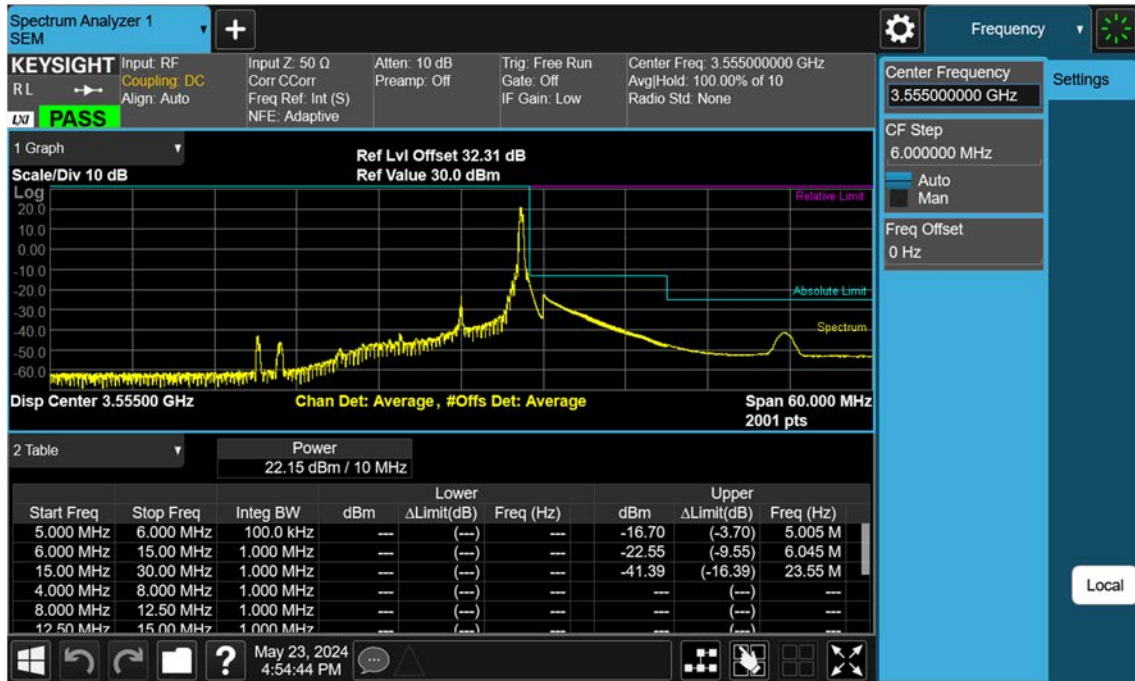 Spectrum Analyzer 1
SEM
Frequency
KEYSIGHT
RL
LXI PASS
Input: RF
Coupling: DC
Align: Auto
Input Z: 50 Ω
Corr CCorr
Freq Ref: Int (S)
NFE: Adaptive
Atten: 10 dB
Preamp: Off
Trig: Free Run
Gate: Off
IF Gain: Low
Center Freq: 3.555000000 GHz
Avg|Hold: 100.00% of 10
Radio Std: None
Center Frequency
3.555000000 GHz
Settings
CF Step
6.000000 MHz
Auto
Man
Freq Offset
0 Hz
Local
1 Graph
Ref Lvl Offset 32.31 dB
Scale/Div 10 dB
Ref Value 30.0 dBm
Log
20.0
10.0
0.00
-10.0
-20.0
-30.0
-40.0
-50.0
-60.0
Relative Limit
Absolute Limit
Spectrum
Disp Center 3.55500 GHz
Chan Det: Average, #Offs Det: Average
Span 60.000 MHz
2001 pts
2 Table
Power
22.15 dBm / 10 MHz
Lower Upper
Start Freq Stop Freq Integ BW dBm ΔLimit(dB) Freq (Hz) dBm ΔLimit(dB) Freq (Hz)
5.000 MHz 6.000 MHz 100.0 kHz --- (---) --- -16.70 (-3.70) 5.005 M
6.000 MHz 15.00 MHz 1.000 MHz --- (---) --- -22.55 (-9.55) 6.045 M
15.00 MHz 30.00 MHz 1.000 MHz --- (---) --- -41.39 (-16.39) 23.55 M
4.000 MHz 8.000 MHz 1.000 MHz --- (---) --- --- (---) ---
8.000 MHz 12.50 MHz 1.000 MHz --- (---) --- --- (---) ---
12.50 MHz 15.00 MHz 1.000 MHz --- (---) --- --- (---) ---
May 23, 2024
4:54:44 PM